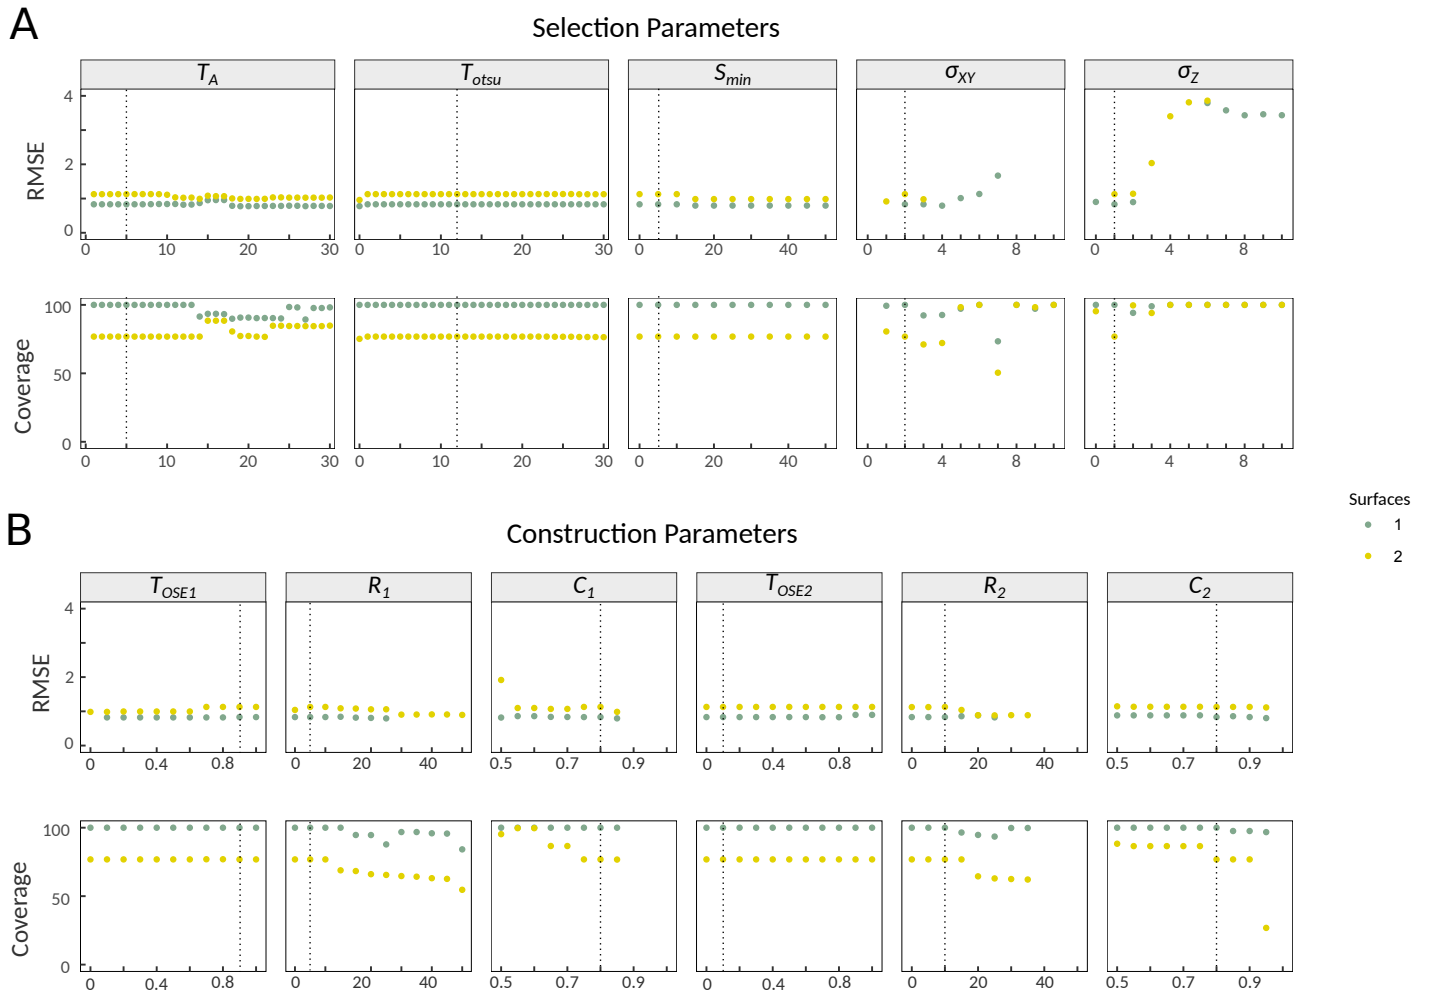 A
Selection Parameters
T_A T_otsu S_min σ_XY σ_Z
RMSE
4
2
0
0 10 20 30 0 10 20 30 0 20 40 0 4 8 0 4 8
Coverage
100
50
0
0 10 20 30 0 10 20 30 0 20 40 0 4 8 0 4 8
Surfaces
1
2
B
Construction Parameters
T_OSE1 R_1 C_1 T_OSE2 R_2 C_2
RMSE
4
2
0
0 0.4 0.8 0 20 40 0.5 0.7 0.9 0 0.4 0.8 0 20 40 0.5 0.7 0.9
Coverage
100
50
0
0 0.4 0.8 0 20 40 0.5 0.7 0.9 0 0.4 0.8 0 20 40 0.5 0.7 0.9